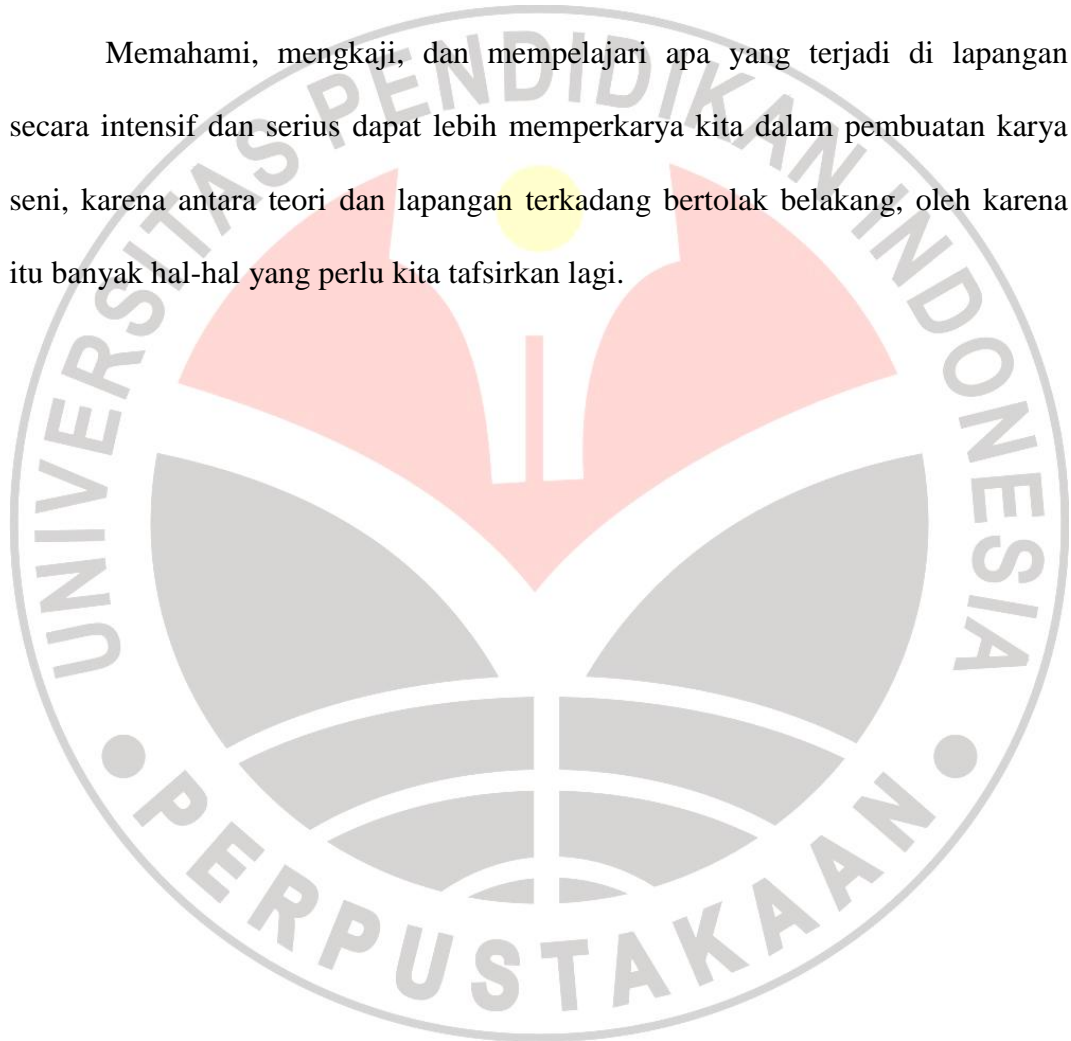 Memahami, mengkaji, dan mempelajari apa yang terjadi di lapangan
secara intensif dan serius dapat lebih memperkarya kita dalam pembuatan karya
seni, karena antara teori dan lapangan terkadang bertolak belakang, oleh karena
itu banyak hal-hal yang perlu kita tafsirkan lagi.
UNIVERSITAS PENDIDIKAN INDONESIA
PERPUSTAKAAN